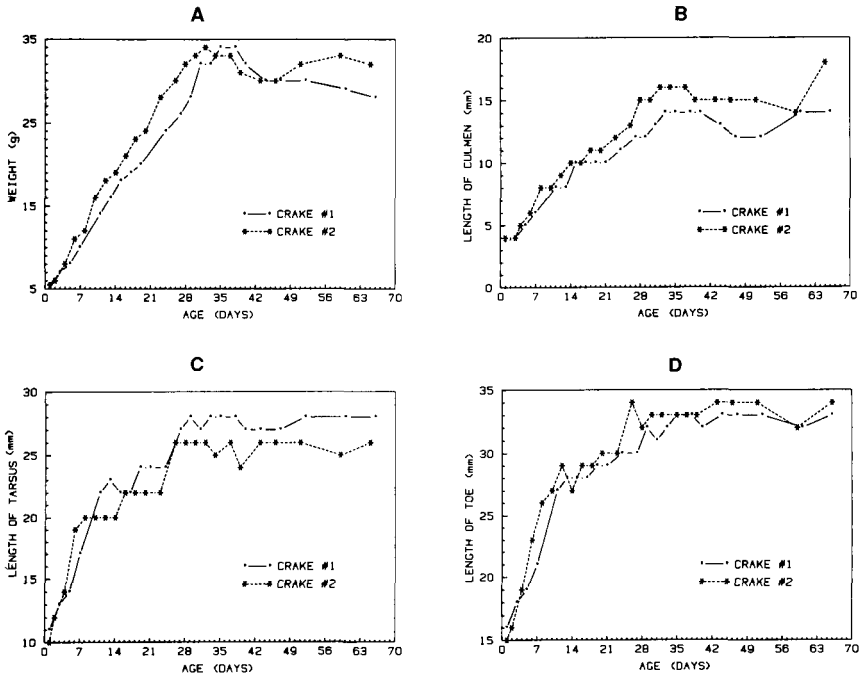 A
35
25
15
5
WEIGHT (g)
CRAKE #1
CRAKE #2
0 7 14 21 28 35 42 49 56 63 70
AGE (DAYS)
B
20
15
10
5
0
LENGTH OF CULMEN (mm)
CRAKE #1
CRAKE #2
0 7 14 21 28 35 42 49 56 63 70
AGE (DAYS)
C
30
25
20
15
10
LENGTH OF TARSUS (mm)
CRAKE #1
CRAKE #2
0 7 14 21 28 35 42 49 56 63 70
AGE (DAYS)
D
35
30
25
20
15
LENGTH OF TOE (mm)
CRAKE #1
CRAKE #2
0 7 14 21 28 35 42 49 56 63 70
AGE (DAYS)